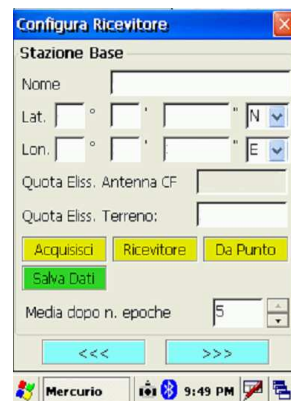 Configura Ricevitore
Stazione Base
Nome
Lat. ° ' " N
Lon. ° ' " E
Quota Eliss. Antenna CF
Quota Eliss. Terreno:
Acquisisci Ricevitore Da Punto
Salva Dati
Media dopo n. epoche 5
<<< >>>
Mercurio 9:49 PM